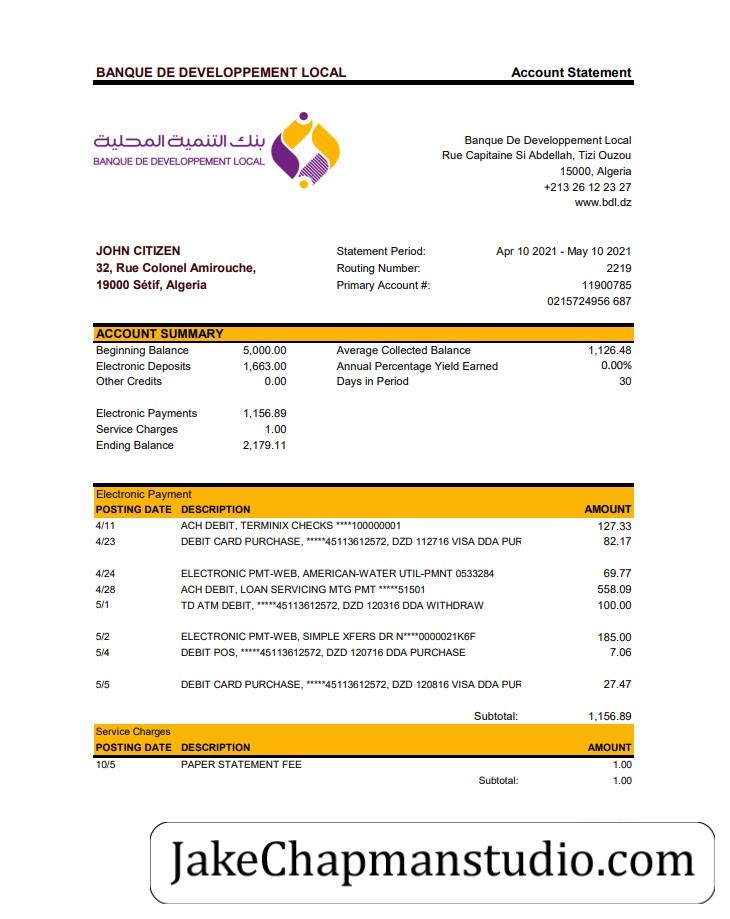 BANQUE DE DEVELOPPEMENT LOCAL Account Statement
بنك التنمية المحلية
BANQUE DE DEVELOPPEMENT LOCAL
Banque De Developpement Local
Rue Capitaine Si Abdellah, Tizi Ouzou
15000, Algeria
+213 26 12 23 27
www.bdl.dz
JOHN CITIZEN
32, Rue Colonel Amirouche,
19000 Sétif, Algeria
Statement Period: Apr 10 2021 - May 10 2021
Routing Number: 2219
Primary Account #: 11900785
0215724956 687
ACCOUNT SUMMARY
Beginning Balance 5,000.00 Average Collected Balance 1,126.48
Electronic Deposits 1,663.00 Annual Percentage Yield Earned 0.00%
Other Credits 0.00 Days in Period 30
Electronic Payments 1,156.89
Service Charges 1.00
Ending Balance 2,179.11
Electronic Payment
POSTING DATE DESCRIPTION AMOUNT
4/11 ACH DEBIT, TERMINIX CHECKS ****100000001 127.33
4/23 DEBIT CARD PURCHASE, *****45113612572, DZD 112716 VISA DDA PUR 82.17
4/24 ELECTRONIC PMT-WEB, AMERICAN-WATER UTIL-PMNT 0533284 69.77
4/28 ACH DEBIT, LOAN SERVICING MTG PMT *****51501 558.09
5/1 TD ATM DEBIT, *****45113612572, DZD 120316 DDA WITHDRAW 100.00
5/2 ELECTRONIC PMT-WEB, SIMPLE XFERS DR N****0000021K6F 185.00
5/4 DEBIT POS, *****45113612572, DZD 120716 DDA PURCHASE 7.06
5/5 DEBIT CARD PURCHASE, *****45113612572, DZD 120816 VISA DDA PUR 27.47
Subtotal: 1,156.89
Service Charges
POSTING DATE DESCRIPTION AMOUNT
10/5 PAPER STATEMENT FEE 1.00
Subtotal: 1.00
JakeChapmanstudio.com